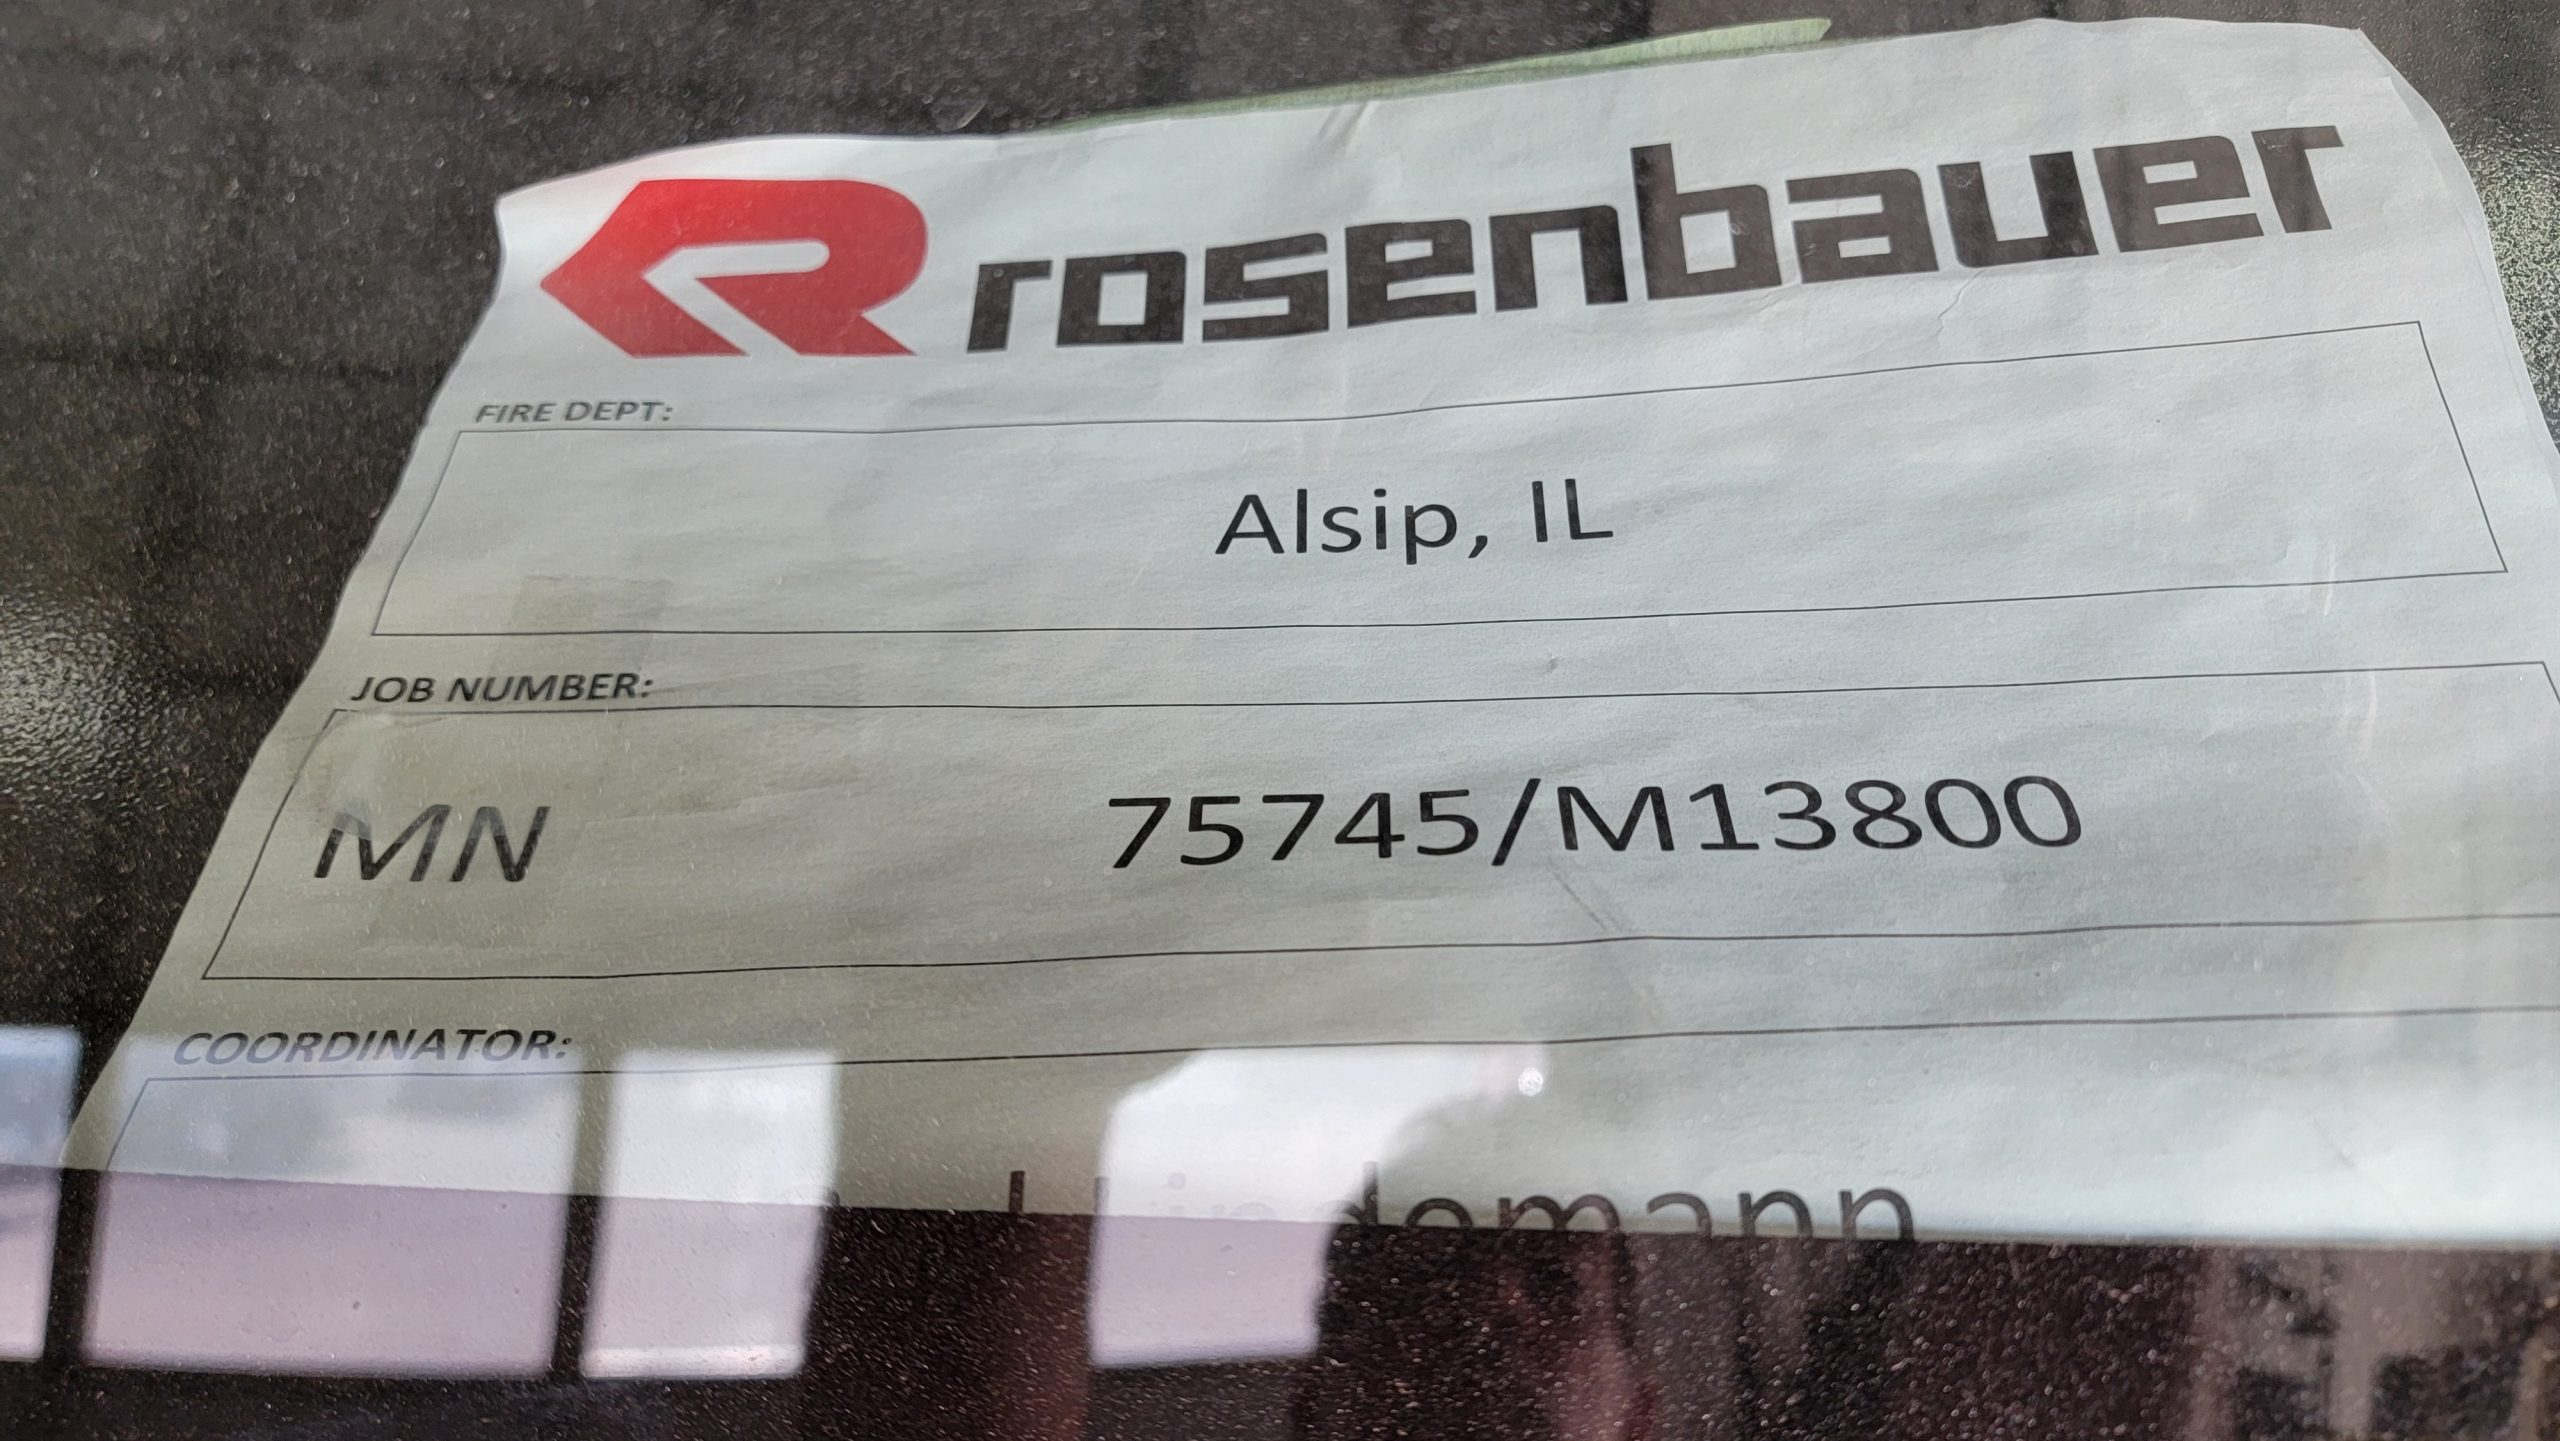 rosenbauer
FIRE DEPT:
Alsip, IL
JOB NUMBER:
MN 75745/M13800
COORDINATOR: